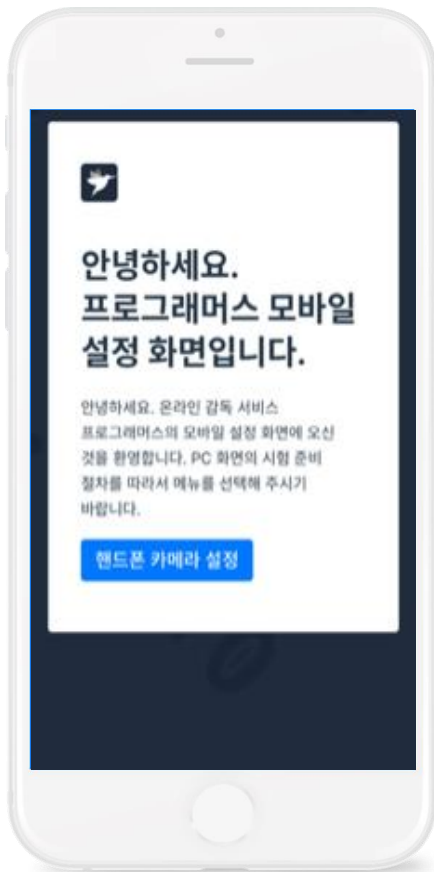 안녕하세요.
프로그래머스 모바일
설정 화면입니다.
안녕하세요. 온라인 감독 서비스
프로그래머스의 모바일 설정 화면에 오신
것을 환영합니다. PC 화면의 시험 준비
절차를 따라서 메뉴를 선택해 주시기
바랍니다.
핸드폰 카메라 설정